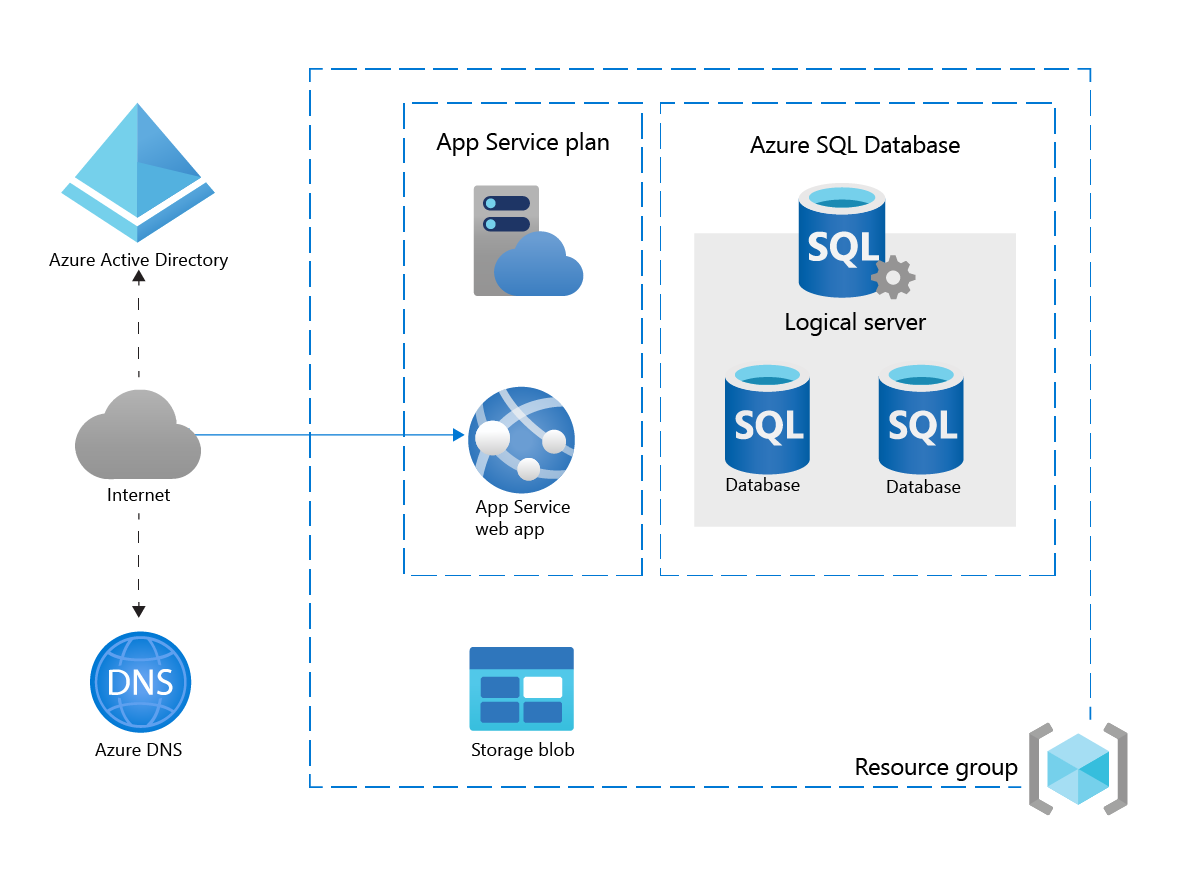 App Service plan
Azure SQL Database
SQL
Azure Active Directory
Logical server
SQL
SQL
Internet
Database
Database
App Service
web app
DNS
Azure DNS
Storage blob
Resource group